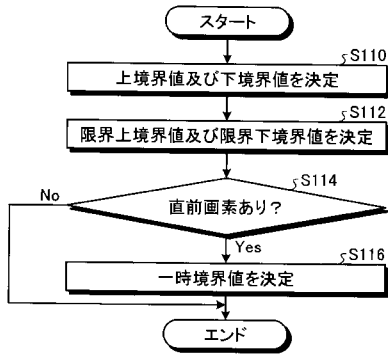 スタート
S110
上境界値及び下境界値を決定
S112
限界上境界値及び限界下境界値を決定
S114
直前画素あり?
No
Yes
S116
一時境界値を決定
エンド